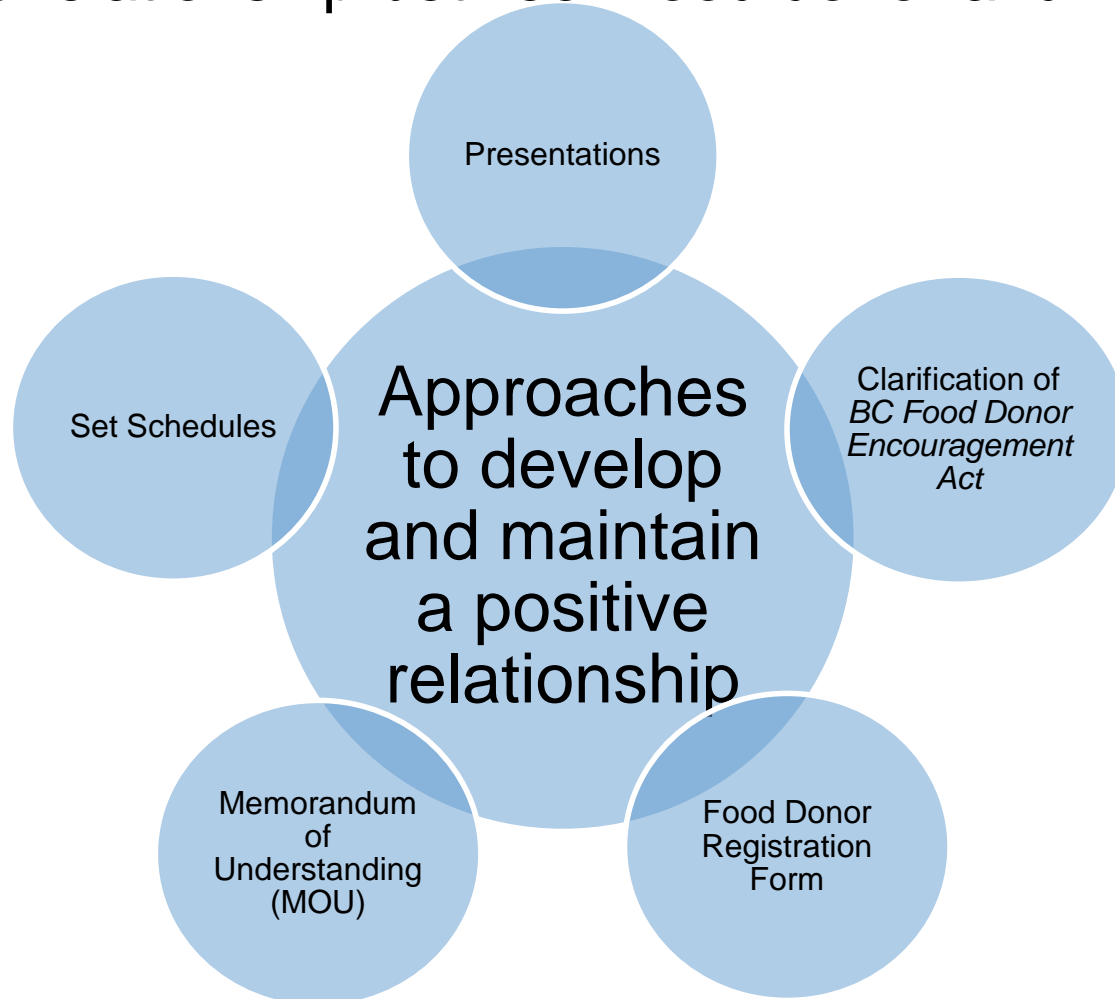 Presentations
Clarification of
BC Food Donor
Encouragement
Act
Set Schedules
Approaches
to develop
and maintain
a positive
relationship
Memorandum
of
Understanding
(MOU)
Food Donor
Registration
Form